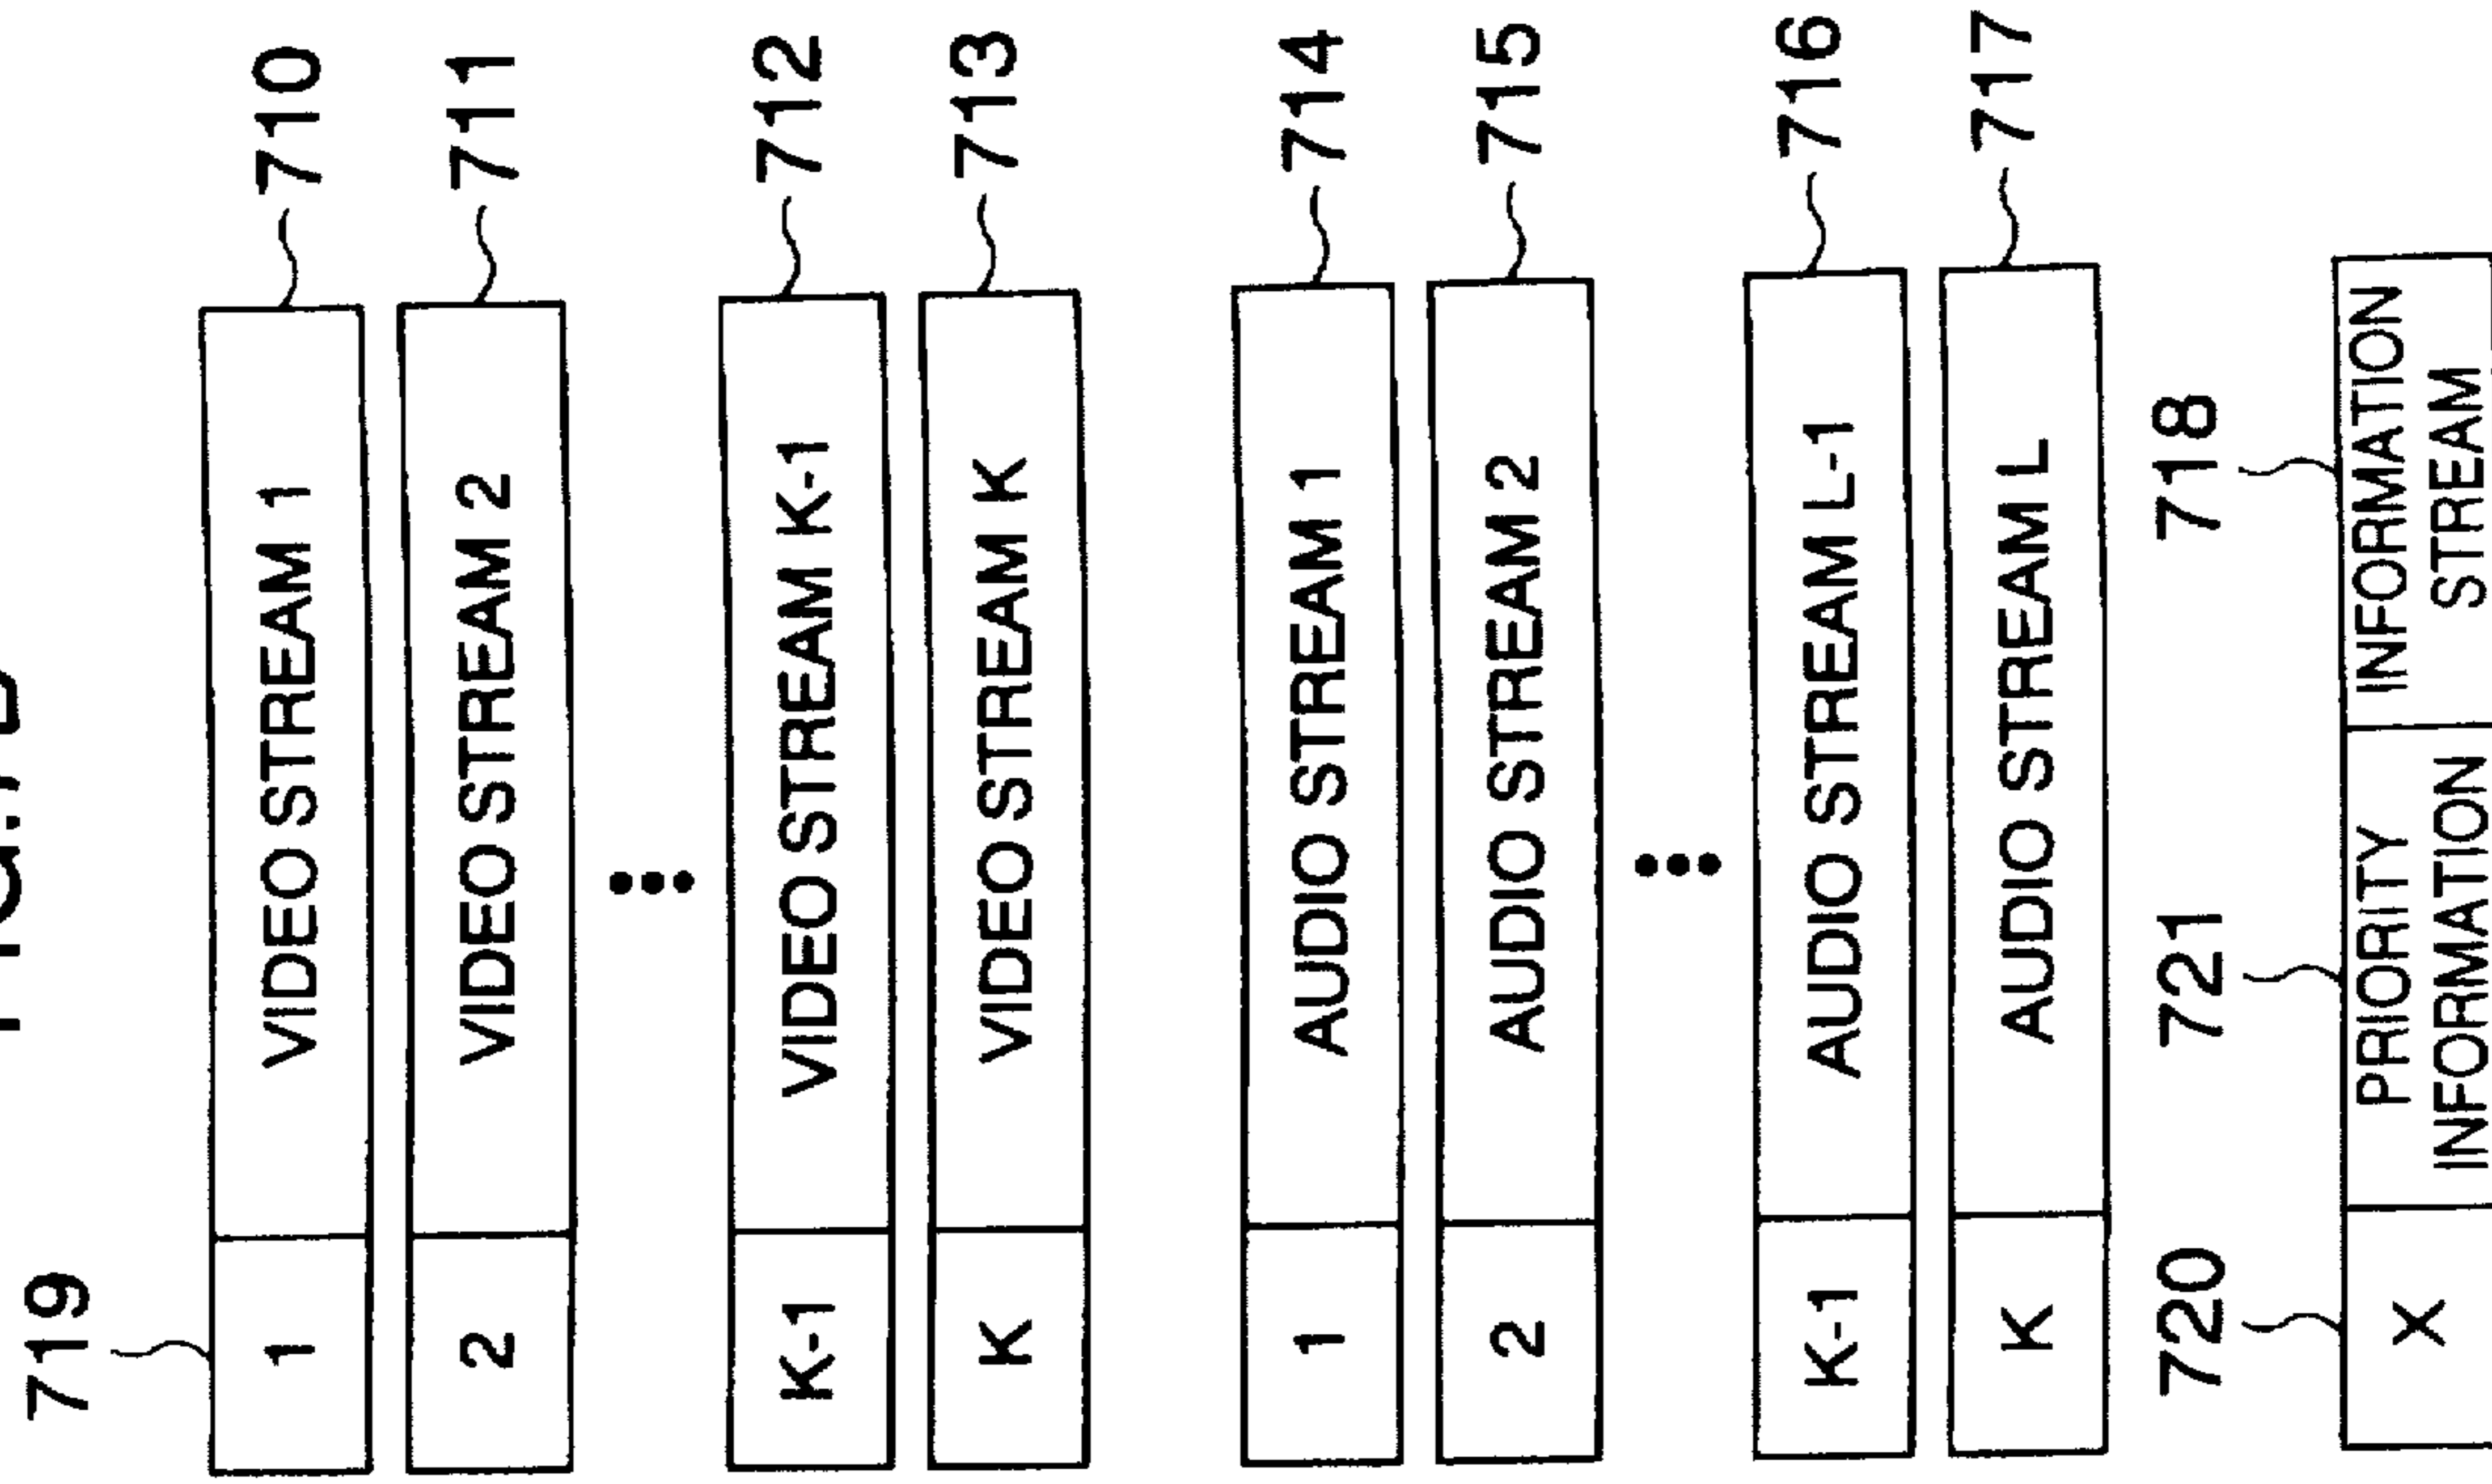 719
1 VIDEO STREAM 1 710
2 VIDEO STREAM 2 711
K-1 VIDEO STREAM K-1 712
K VIDEO STREAM K 713
1 AUDIO STREAM 1 714
2 AUDIO STREAM 2 715
K-1 AUDIO STREAM L-1 716
K AUDIO STREAM L 717
720 721 718
X PRIORITY INFORMATION
INFORMATION STREAM